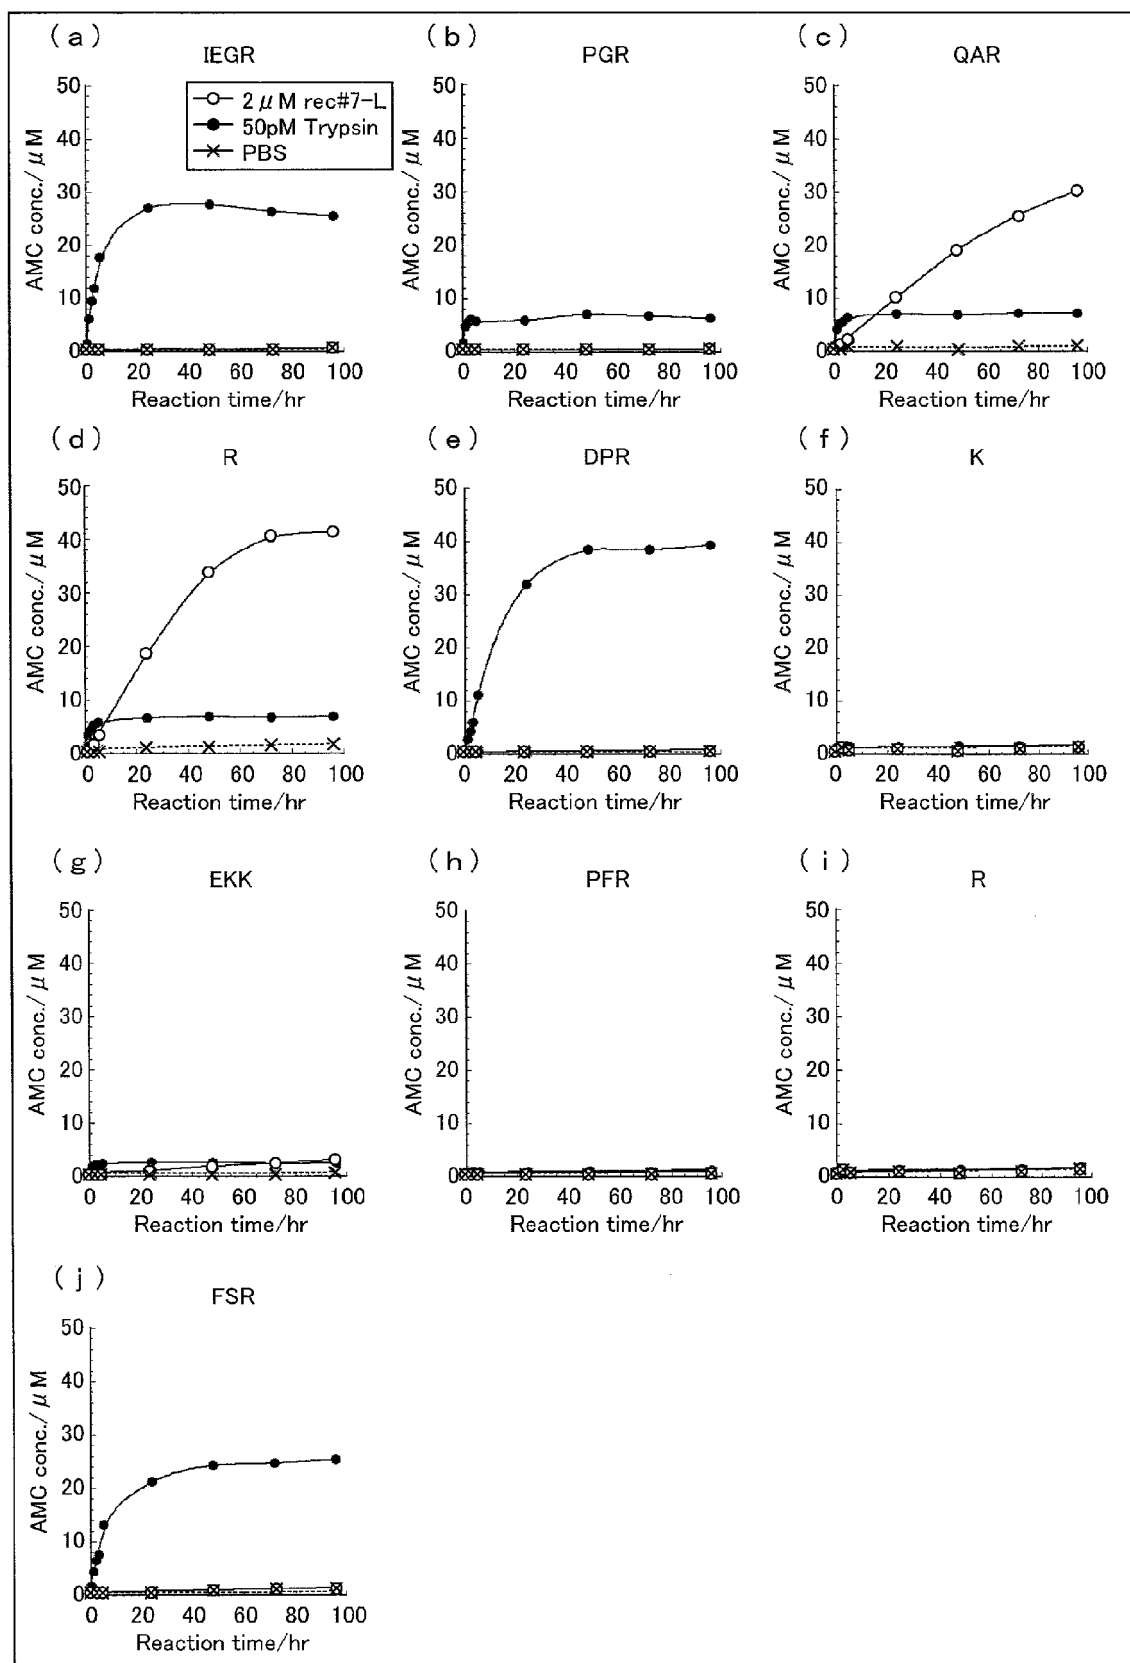 (a)
IEGR
50
40
30
20
10
0
AMC conc./μM
2μM rec#7-L
50pM Trypsin
PBS
0 20 40 60 80 100
Reaction time/hr
(b)
PGR
50
40
30
20
10
0
AMC conc./μM
0 20 40 60 80 100
Reaction time/hr
(c)
QAR
50
40
30
20
10
0
AMC conc./μM
0 20 40 60 80 100
Reaction time/hr
(d)
R
50
40
30
20
10
0
AMC conc./μM
0 20 40 60 80 100
Reaction time/hr
(e)
DPR
50
40
30
20
10
0
AMC conc./μM
0 20 40 60 80 100
Reaction time/hr
(f)
K
50
40
30
20
10
0
AMC conc./μM
0 20 40 60 80 100
Reaction time/hr
(g)
EKK
50
40
30
20
10
0
AMC conc./μM
0 20 40 60 80 100
Reaction time/hr
(h)
PFR
50
40
30
20
10
0
AMC conc./μM
0 20 40 60 80 100
Reaction time/hr
(i)
R
50
40
30
20
10
0
AMC conc./μM
0 20 40 60 80 100
Reaction time/hr
(j)
FSR
50
40
30
20
10
0
AMC conc./μM
0 20 40 60 80 100
Reaction time/hr